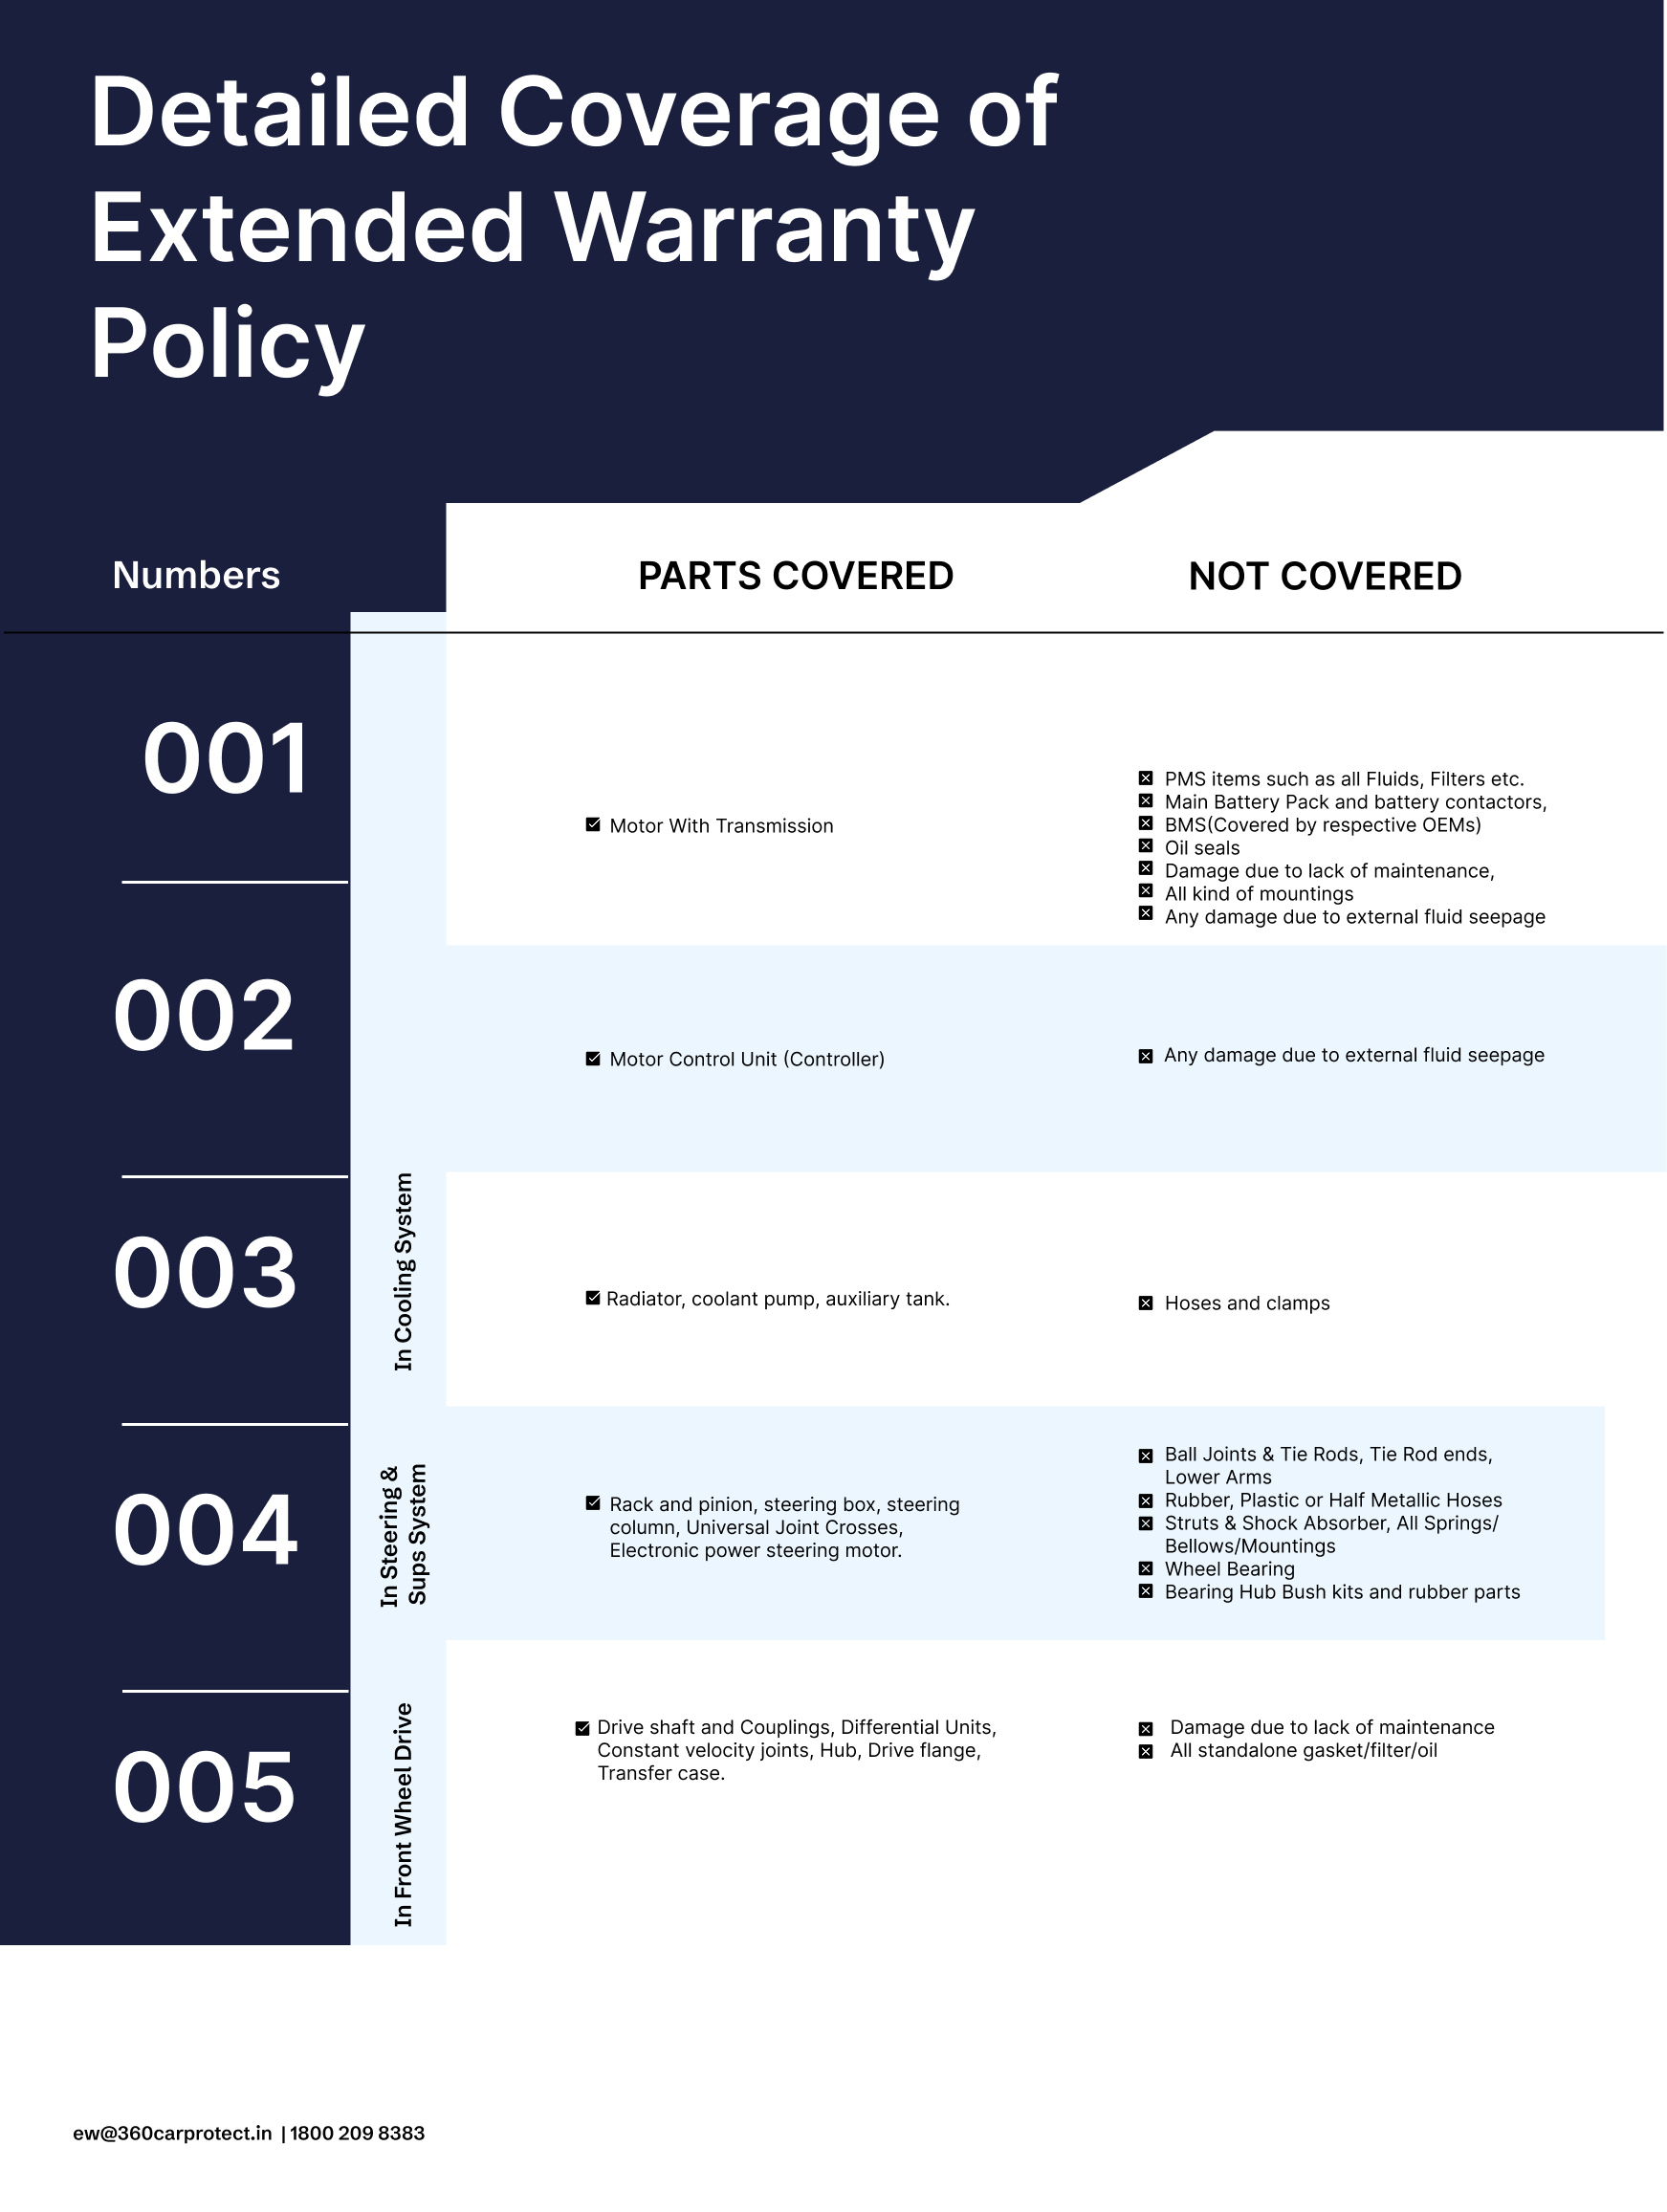 Detailed Coverage of
Extended Warranty
Policy
Numbers
PARTS COVERED
NOT COVERED
001
Motor With Transmission
PMS items such as all Fluids, Filters etc.
Main Battery Pack and battery contactors,
BMS(Covered by respective OEMs)
Oil seals
Damage due to lack of maintenance,
All kind of mountings
Any damage due to external fluid seepage
002
Motor Control Unit (Controller)
Any damage due to external fluid seepage
003
In Cooling System
Radiator, coolant pump, auxiliary tank.
Hoses and clamps
004
In Steering &
Sups System
Rack and pinion, steering box, steering
column, Universal Joint Crosses,
Electronic power steering motor.
Ball Joints & Tie Rods, Tie Rod ends,
Lower Arms
Rubber, Plastic or Half Metallic Hoses
Struts & Shock Absorber, All Springs/
Bellows/Mountings
Wheel Bearing
Bearing Hub Bush kits and rubber parts
005
In Front Wheel Drive
Drive shaft and Couplings, Differential Units,
Constant velocity joints, Hub, Drive flange,
Transfer case.
Damage due to lack of maintenance
All standalone gasket/filter/oil
ew@360carprotect.in | 1800 209 8383